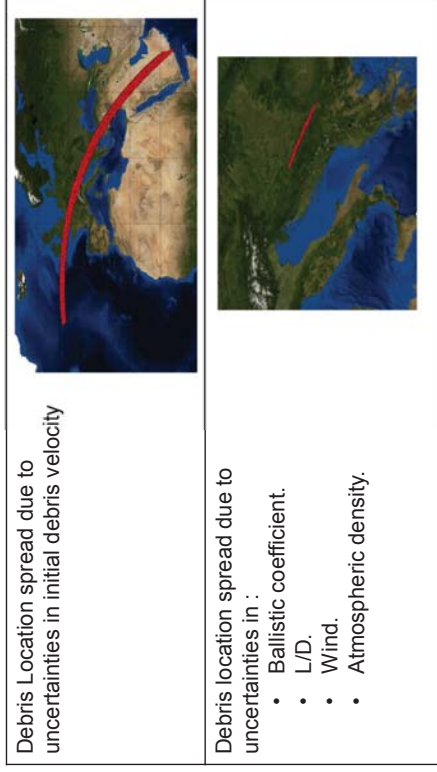 Debris Location spread due to
uncertainties in initial debris velocity
Debris location spread due to
uncertainties in :
• Ballistic coefficient.
• L/D.
• Wind.
• Atmospheric density.